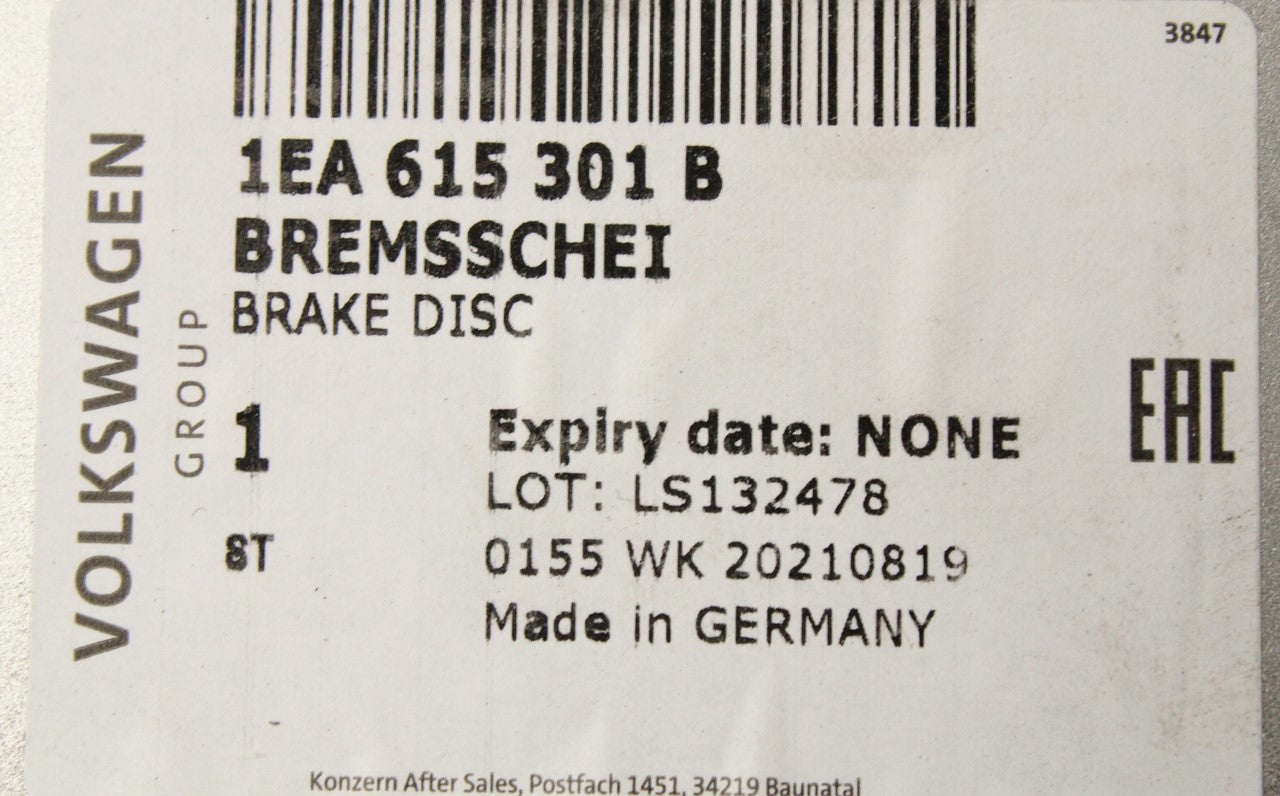 3847
1EA 615 301 B
BREMSSCHEI
BRAKE DISC
VOLKSWAGEN
GROUP
EAC
1
Expiry date: NONE
LOT: LS132478
ST
0155 WK 20210819
Made in GERMANY
Konzern After Sales, Postfach 1451, 34219 Baunatal